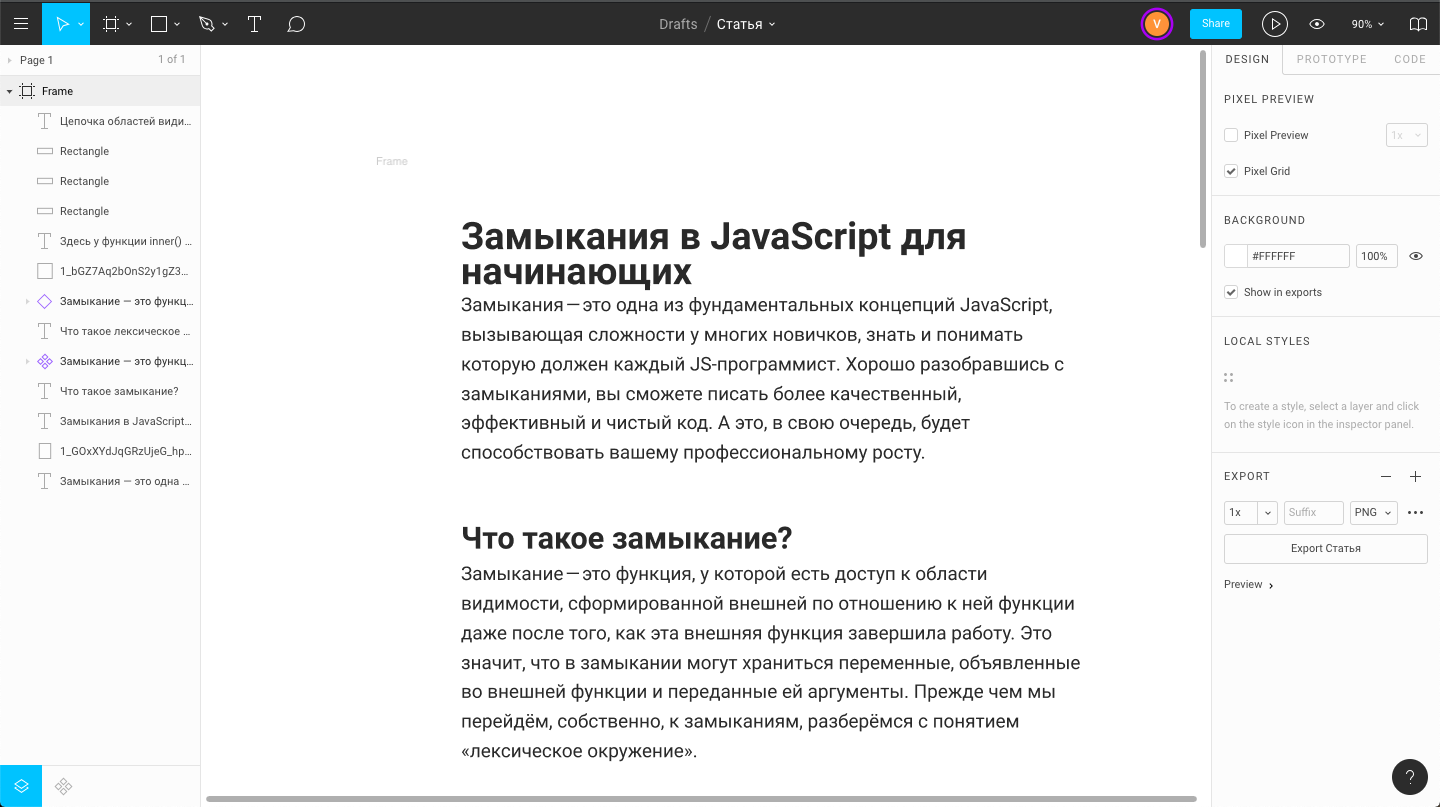 Drafts / Статья
V
Share
90%
Page 1
1 of 1
Frame
Цепочка областей види...
Rectangle
Rectangle
Rectangle
Здесь у функции inner() ...
1_bGZ7Aq2bOnS2y1gZ3...
Замыкание — это функц...
Что такое лексическое ...
Замыкание — это функц...
Что такое замыкание?
Замыкания в JavaScript...
1_GOxXYdJqGRzUjeG_hp...
Замыкания — это одна ...
Frame
Замыкания в JavaScript для
начинающих
Замыкания — это одна из фундаментальных концепций JavaScript,
вызывающая сложности у многих новичков, знать и понимать
которую должен каждый JS-программист. Хорошо разобравшись с
замыканиями, вы сможете писать более качественный,
эффективный и чистый код. А это, в свою очередь, будет
способствовать вашему профессиональному росту.
Что такое замыкание?
Замыкание — это функция, у которой есть доступ к области
видимости, сформированной внешней по отношению к ней функции
даже после того, как эта внешняя функция завершила работу. Это
значит, что в замыкании могут храниться переменные, объявленные
во внешней функции и переданные ей аргументы. Прежде чем мы
перейдём, собственно, к замыканиям, разберёмся с понятием
«лексическое окружение».
DESIGN
PROTOTYPE
CODE
PIXEL PREVIEW
Pixel Preview
1x
Pixel Grid
BACKGROUND
#FFFFFF
100%
Show in exports
LOCAL STYLES
To create a style, select a layer and click
on the style icon in the inspector panel.
EXPORT
1x
Suffix
PNG
Export Статья
Preview
?